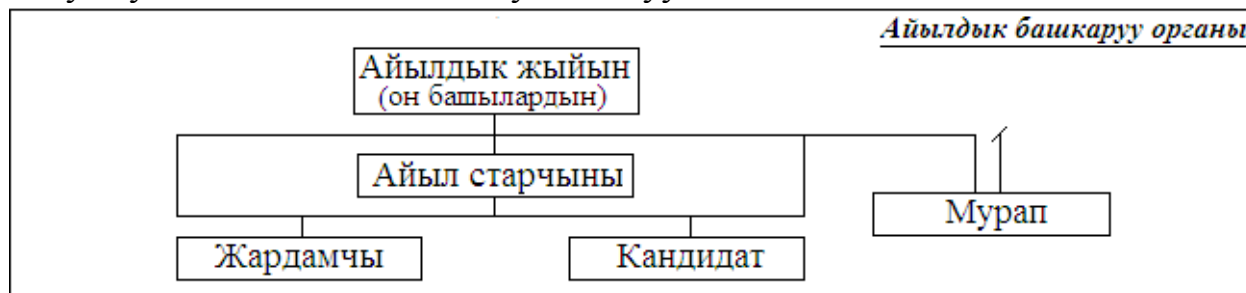 Айылдык башкаруу органы
Айылдык жыйын
(он башылардын)
Айыл старчыны
Мурап
Жардамчы
Кандидат